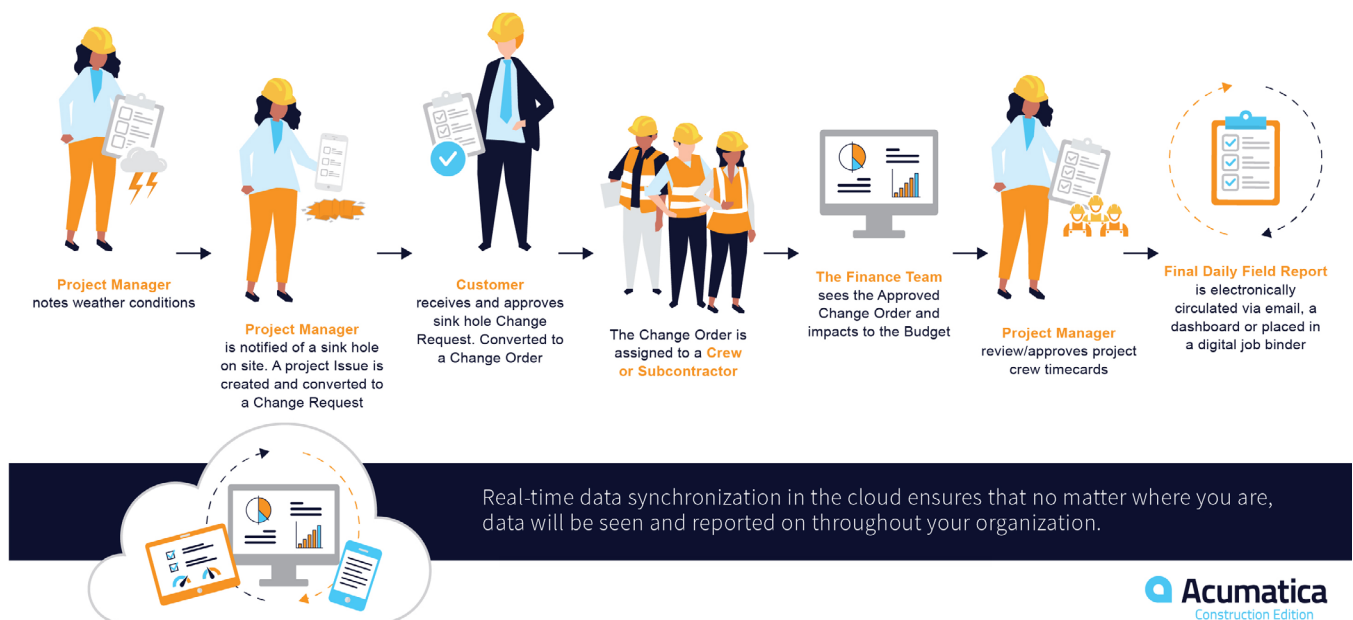 Project Manager
notes weather conditions
Project Manager
is notified of a sink hole
on site. A project Issue is
created and converted to
a Change Request
Customer
receives and approves
sink hole Change
Request. Converted to
a Change Order
The Change Order is
assigned to a Crew
or Subcontractor
The Finance Team
sees the Approved
Change Order and
impacts to the Budget
Project Manager
review/approves project
crew timecards
Final Daily Field Report
is electronically
circulated via email, a
dashboard or placed in
a digital job binder
Real-time data synchronization in the cloud ensures that no matter where you are,
data will be seen and reported on throughout your organization.
Acumatica
Construction Edition